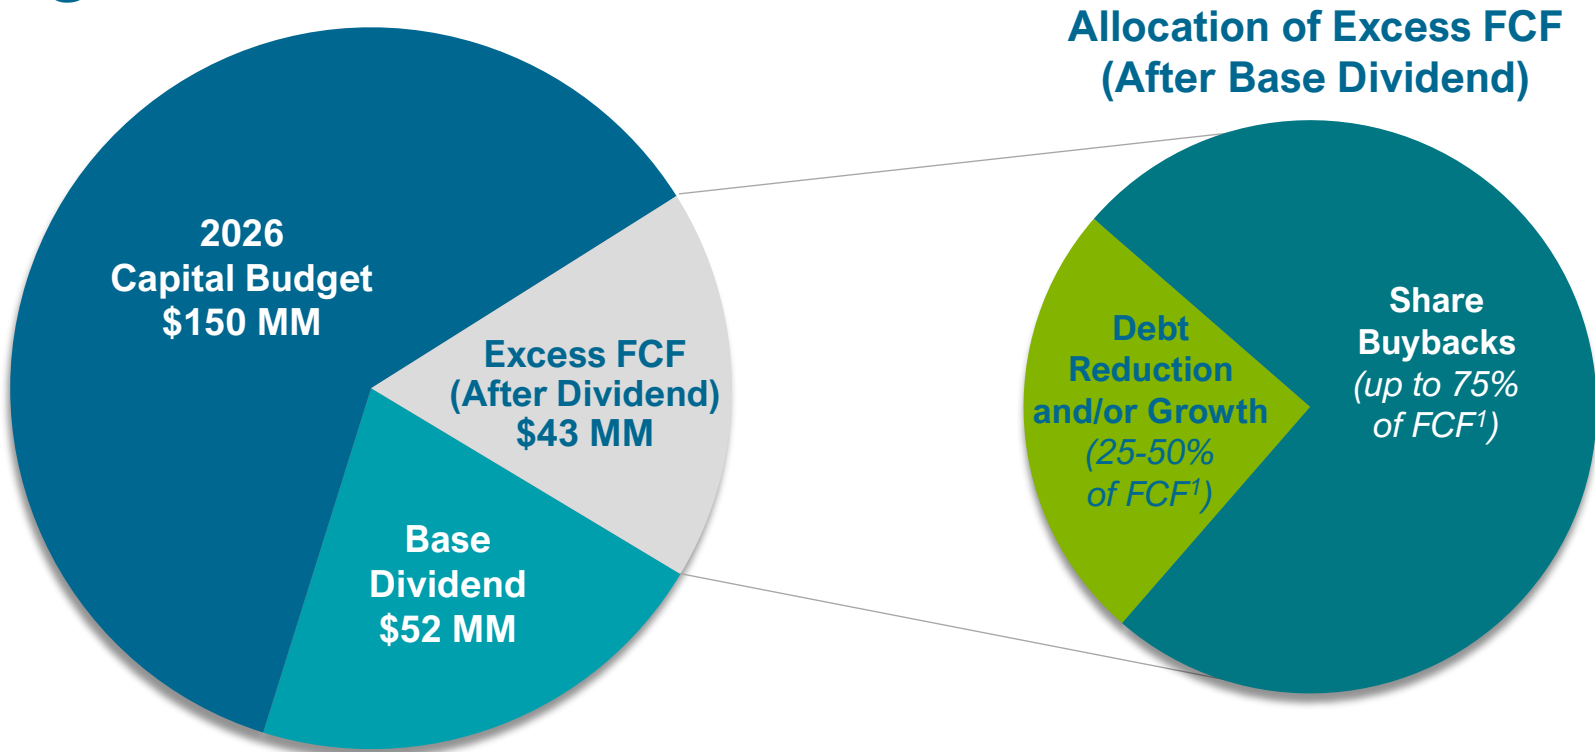 2026
Capital Budget
$150 MM
Excess FCF
(After Dividend)
$43 MM
Base
Dividend
$52 MM
Allocation of Excess FCF
(After Base Dividend)
Debt
Reduction
and/or Growth
(25-50%
of FCF¹)
Share
Buybacks
(up to 75%
of FCF¹)